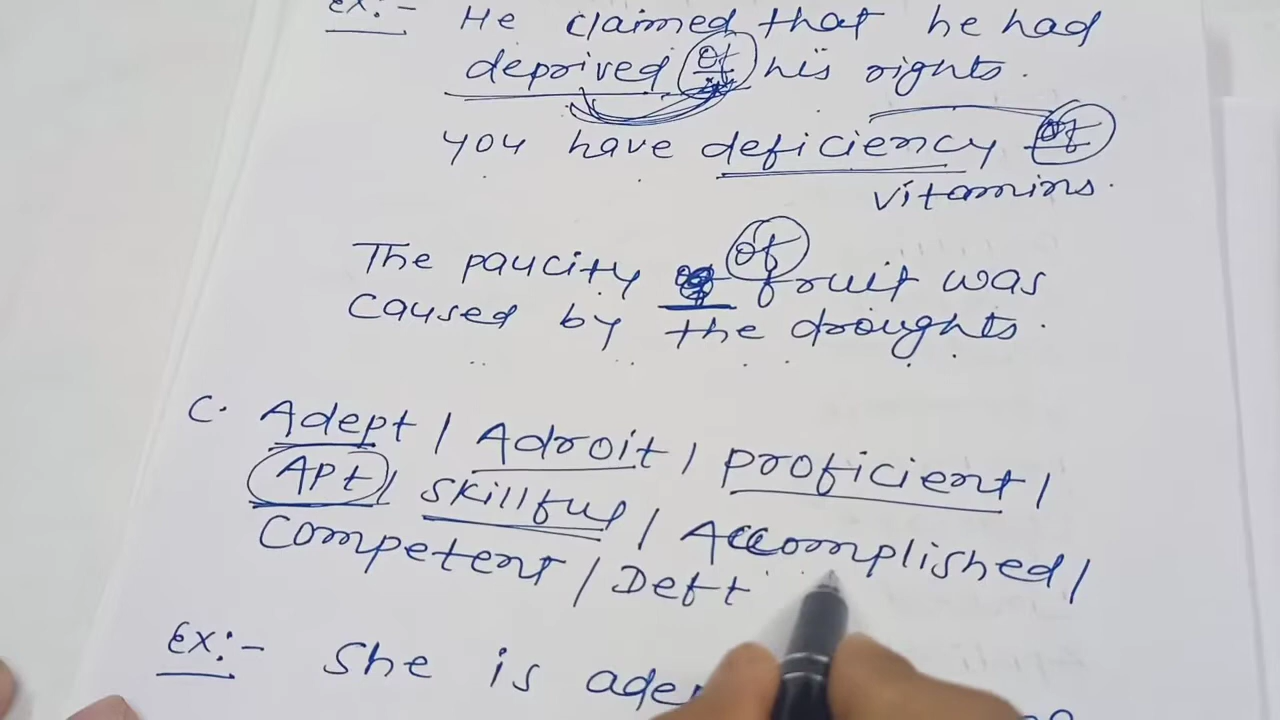 Ex:-  He claimed that he had
deprived of his rights.
you have deficiency of
vitamins.
The paucity of fruit was
caused by the droughts.
C. Adept / Adroit / proficient /
Apt / skillful / Accomplished /
Competent / Deft
Ex:- She is